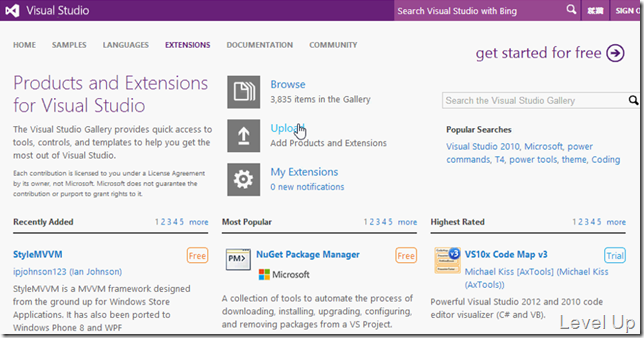 Visual Studio
Search Visual Studio with Bing
SIGN O
HOME SAMPLES LANGUAGES EXTENSIONS DOCUMENTATION COMMUNITY
get started for free
Products and Extensions
for Visual Studio
The Visual Studio Gallery provides quick access to
tools, controls, and templates to help you get the
most out of Visual Studio.
Each contribution is licensed to you under a License Agreement
by its owner, not Microsoft. Microsoft does not guarantee the
contribution or purport to grant rights to it.
Browse
3,835 items in the Gallery
Upload
Add Products and Extensions
My Extensions
0 new notifications
Search the Visual Studio Gallery
Popular Searches
Visual Studio 2010, Microsoft, power
commands, T4, power tools, theme, Coding
Recently Added 1 2 3 4 5 more
StyleMVVM Free
ipjohnson123 (Ian Johnson)
StyleMVVM is a MVVM framework designed
from the ground up for Windows Store
Applications. It has also been ported to
Windows Phone 8 and WPF
Most Popular 1 2 3 4 5 more
PM>
NuGet Package Manager Free
Microsoft
A collection of tools to automate the process of
downloading, installing, upgrading, configuring,
and removing packages from a VS Project.
Highest Rated 1 2 3 4 5 more
v3
VS10x Code Map v3 Trial
Michael Kiss [AxTools] (Michael Kiss
(AxTools))
Powerful Visual Studio 2012 and 2010 code
editor visualizer (C# and VB).
Level Up